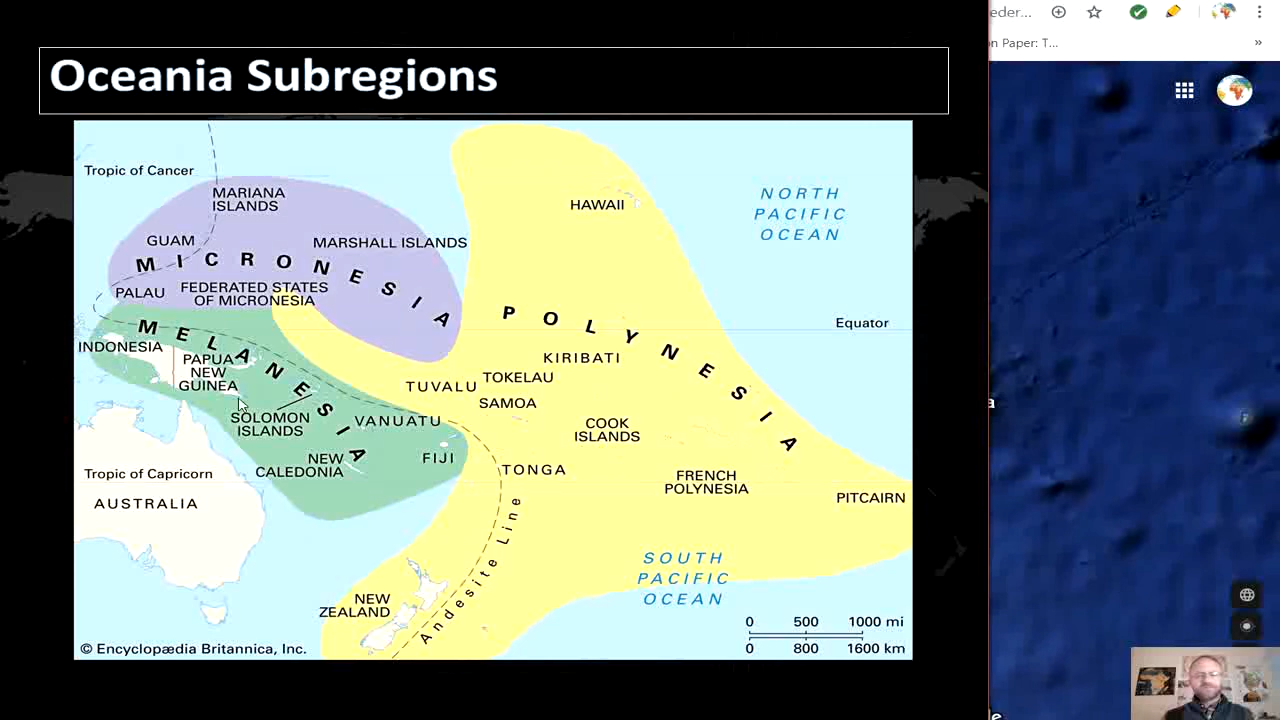 Oceania Subregions
eder...
n Paper: T...
»
Tropic of Cancer
MARIANA
ISLANDS
HAWAII
NORTH
PACIFIC
OCEAN
GUAM
MARSHALL ISLANDS
MICRONESIA
PALAU
FEDERATED STATES
OF MICRONESIA
POLYNESIA
Equator
MELANESIA
INDONESIA
PAPUA
NEW
GUINEA
KIRIBATI
TUVALU
TOKELAU
SAMOA
SOLOMON
ISLANDS
VANUATU
COOK
ISLANDS
NEW
CALEDONIA
FIJI
TONGA
Tropic of Capricorn
FRENCH
POLYNESIA
PITCAIRN
AUSTRALIA
Andesite Line
SOUTH
PACIFIC
OCEAN
NEW
ZEALAND
0 500 1000 mi
0 800 1600 km
© Encyclopædia Britannica, Inc.
a
e